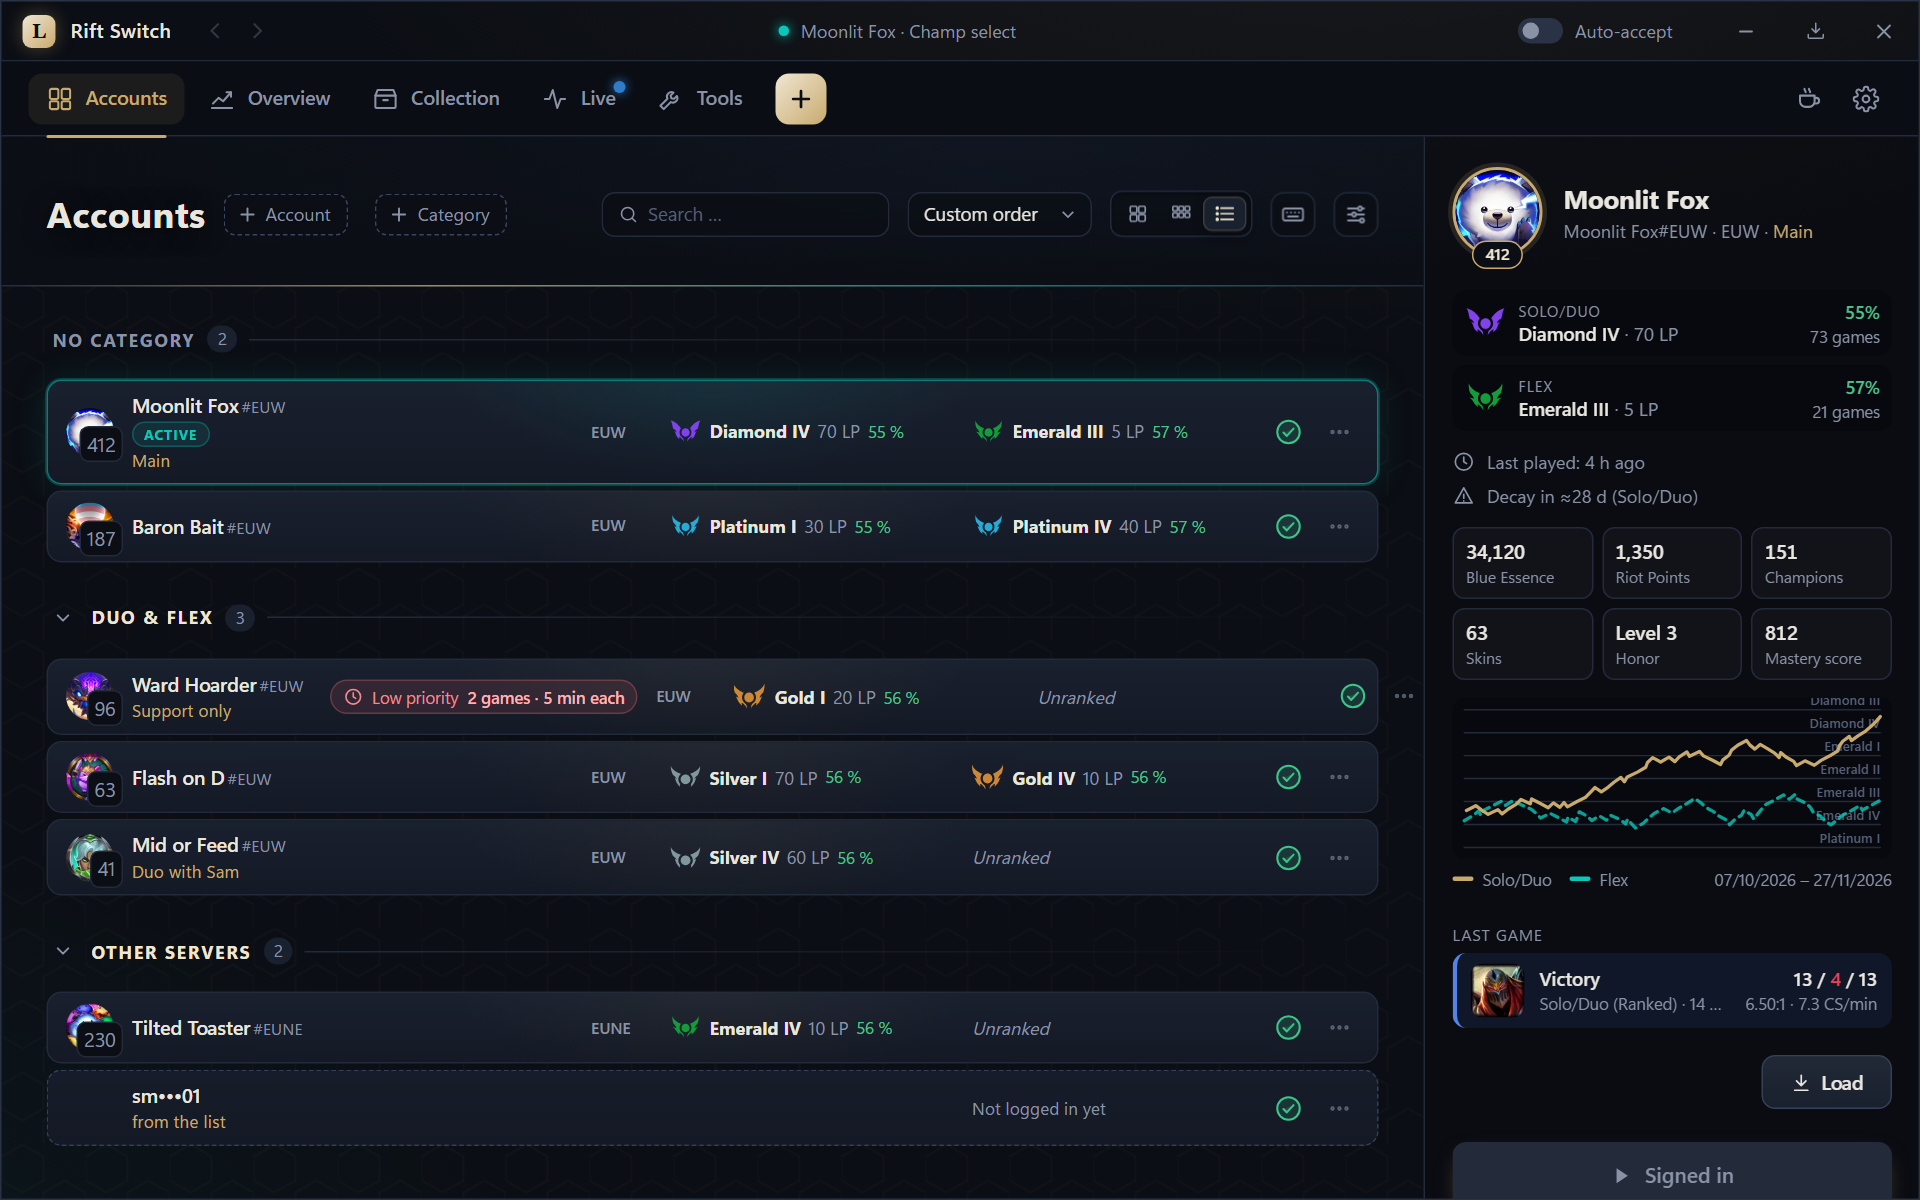 L Rift Switch
Moonlit Fox · Champ select
Auto-accept
Accounts
Overview
Collection
Live
Tools
Accounts
Account
Category
Search ...
Custom order
NO CATEGORY 2
412
Moonlit Fox #EUW
ACTIVE
Main
EUW
Diamond IV 70 LP 55 %
Emerald III 5 LP 57 %
187
Baron Bait #EUW
EUW
Platinum I 30 LP 55 %
Platinum IV 40 LP 57 %
DUO & FLEX 3
96
Ward Hoarder #EUW
Support only
Low priority 2 games · 5 min each
EUW
Gold I 20 LP 56 %
Unranked
63
Flash on D #EUW
EUW
Silver I 70 LP 56 %
Gold IV 10 LP 56 %
41
Mid or Feed #EUW
Duo with Sam
EUW
Silver IV 60 LP 56 %
Unranked
OTHER SERVERS 2
230
Tilted Toaster #EUNE
EUNE
Emerald IV 10 LP 56 %
Unranked
sm•••01
from the list
Not logged in yet
412
Moonlit Fox
Moonlit Fox#EUW · EUW · Main
SOLO/DUO
Diamond IV · 70 LP
55%
73 games
FLEX
Emerald III · 5 LP
57%
21 games
Last played: 4 h ago
Decay in ≈28 d (Solo/Duo)
34,120
Blue Essence
1,350
Riot Points
151
Champions
63
Skins
Level 3
Honor
812
Mastery score
Diamond III
Diamond IV
Emerald I
Emerald II
Emerald III
Emerald IV
Platinum I
Solo/Duo
Flex
07/10/2026 – 27/11/2026
LAST GAME
Victory
13 / 4 / 13
Solo/Duo (Ranked) · 14 ...
6.50:1 · 7.3 CS/min
Load
Signed in